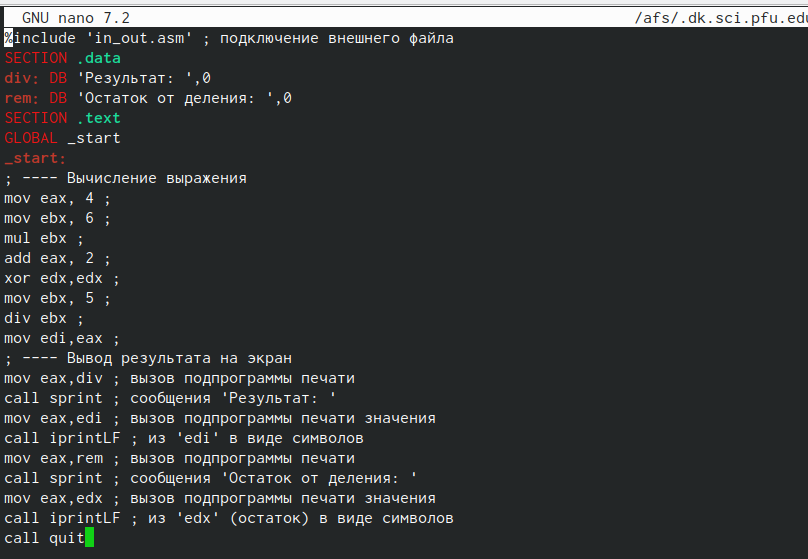 GNU nano 7.2 /afs/.dk.sci.pfu.edu
%include 'in_out.asm' ; подключение внешнего файла
SECTION .data
div: DB 'Результат: ',0
rem: DB 'Остаток от деления: ',0
SECTION .text
GLOBAL _start
_start:
; ---- Вычисление выражения
mov eax, 4 ;
mov ebx, 6 ;
mul ebx ;
add eax, 2 ;
xor edx,edx ;
mov ebx, 5 ;
div ebx ;
mov edi,eax ;
; ---- Вывод результата на экран
mov eax,div ; вызов подпрограммы печати
call sprint ; сообщения 'Результат: '
mov eax,edi ; вызов подпрограммы печати значения
call iprintLF ; из 'edi' в виде символов
mov eax,rem ; вызов подпрограммы печати
call sprint ; сообщения 'Остаток от деления: '
mov eax,edx ; вызов подпрограммы печати значения
call iprintLF ; из 'edx' (остаток) в виде символов
call quit